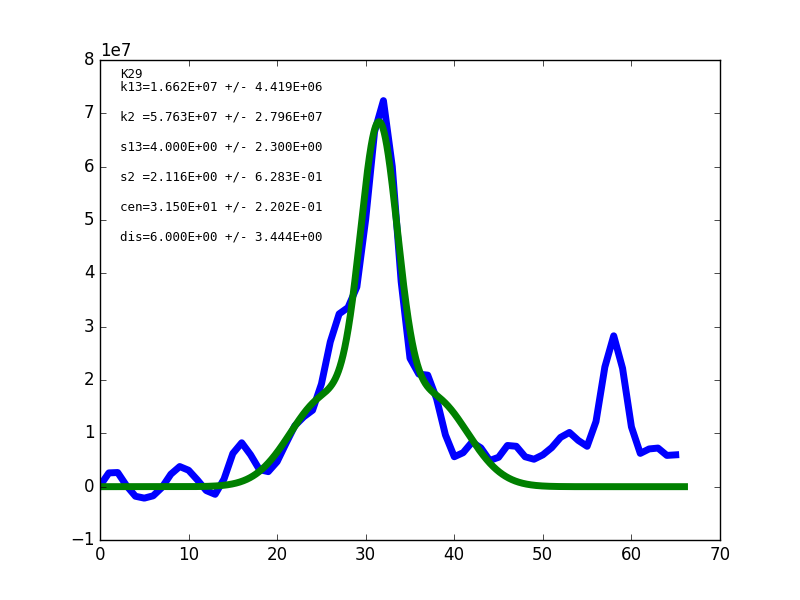 1e7
K29
k13=1.662E+07 +/- 4.419E+06
k2 =5.763E+07 +/- 2.796E+07
s13=4.000E+00 +/- 2.300E+00
s2 =2.116E+00 +/- 6.283E-01
cen=3.150E+01 +/- 2.202E-01
dis=6.000E+00 +/- 3.444E+00
8
7
6
5
4
3
2
1
0
−1
0 10 20 30 40 50 60 70